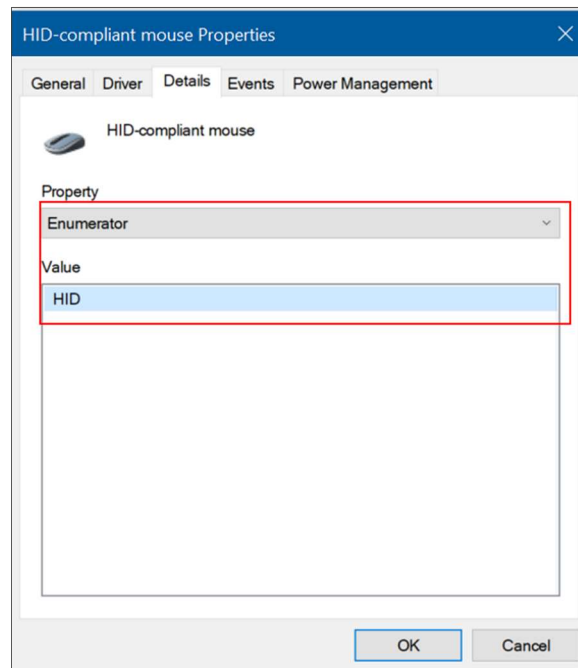 HID-compliant mouse Properties
General Driver Details Events Power Management
HID-compliant mouse
Property
Enumerator
Value
HID
OK Cancel